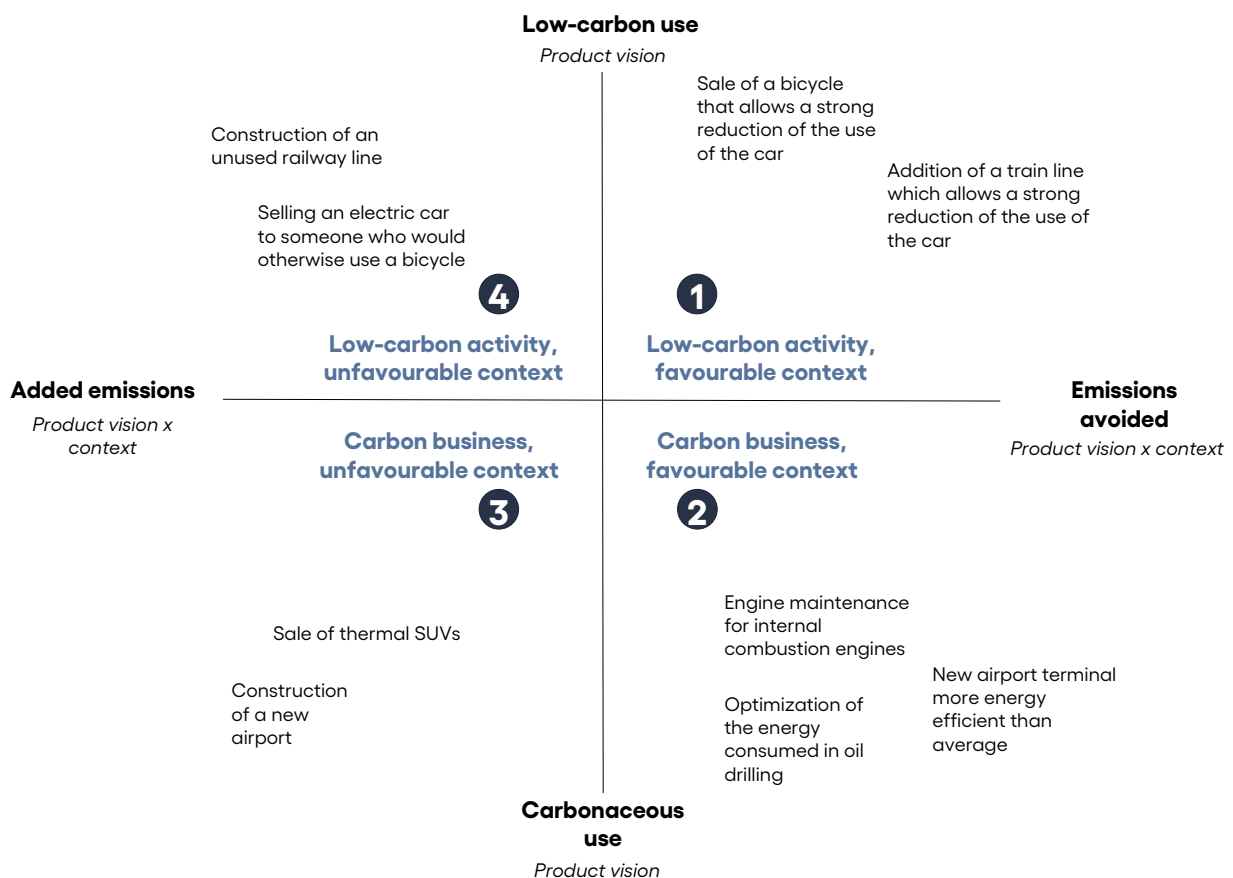 Low-carbon use
Product vision
Construction of an
unused railway line
Selling an electric car
to someone who would
otherwise use a bicycle
4
Low-carbon activity,
unfavourable context
Sale of a bicycle
that allows a strong
reduction of the use
of the car
Addition of a train line
which allows a strong
reduction of the use of
the car
1
Low-carbon activity,
favourable context
Added emissions
Product vision x
context
Emissions
avoided
Product vision x context
Carbon business,
unfavourable context
3
Sale of thermal SUVs
Construction
of a new
airport
Carbon business,
favourable context
2
Engine maintenance
for internal
combustion engines
Optimization of
the energy
consumed in oil
drilling
New airport terminal
more energy
efficient than
average
Carbonaceous
use
Product vision